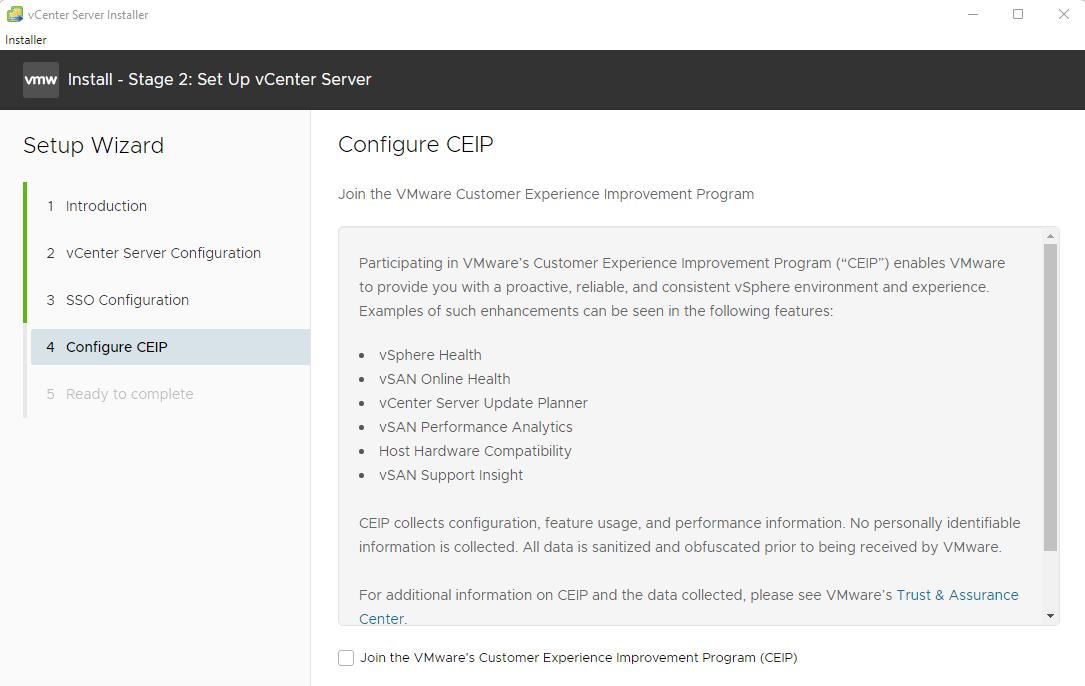 vCenter Server Installer
Installer
vmw Install - Stage 2: Set Up vCenter Server
Setup Wizard
1 Introduction
2 vCenter Server Configuration
3 SSO Configuration
4 Configure CEIP
5 Ready to complete
Configure CEIP
Join the VMware Customer Experience Improvement Program
Participating in VMware’s Customer Experience Improvement Program (“CEIP”) enables VMware
to provide you with a proactive, reliable, and consistent vSphere environment and experience.
Examples of such enhancements can be seen in the following features:
• vSphere Health
• vSAN Online Health
• vCenter Server Update Planner
• vSAN Performance Analytics
• Host Hardware Compatibility
• vSAN Support Insight
CEIP collects configuration, feature usage, and performance information. No personally identifiable
information is collected. All data is sanitized and obfuscated prior to being received by VMware.
For additional information on CEIP and the data collected, please see VMware’s Trust & Assurance
Center.
Join the VMware's Customer Experience Improvement Program (CEIP)